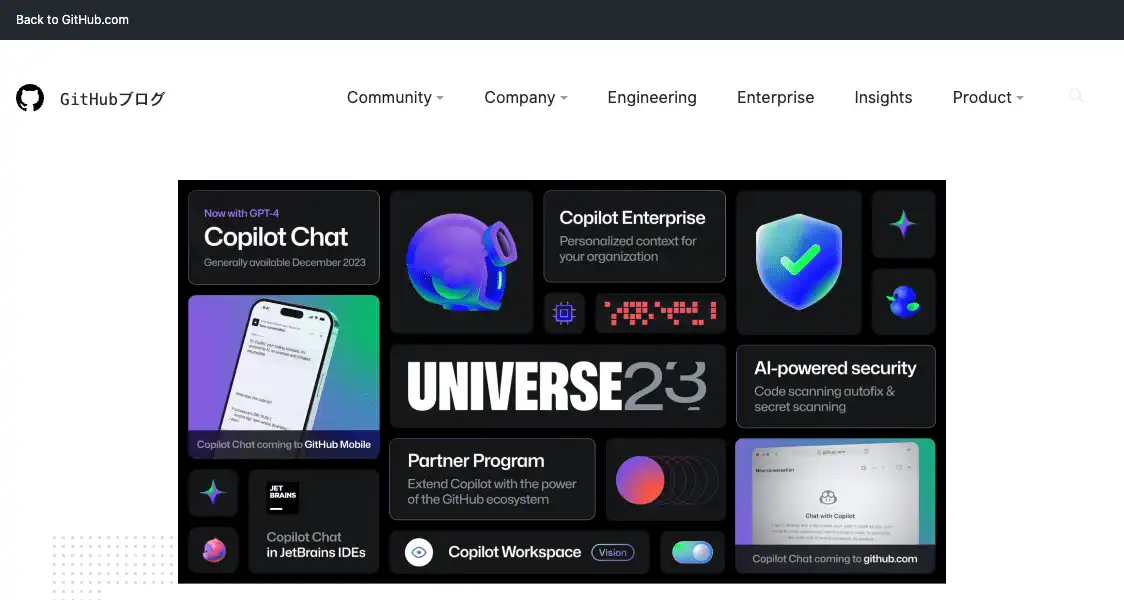 Back to GitHub.com
GitHubブログ
Community
Company
Engineering
Enterprise
Insights
Product
Now with GPT-4
Copilot Chat
Generally available December 2023
Copilot Enterprise
Personalized context for
your organization
UNIVERSE23
AI-powered security
Code scanning autofix &
secret scanning
Copilot Chat coming to GitHub Mobile
Partner Program
Extend Copilot with the power
of the GitHub ecosystem
JET
BRAINS
Copilot Chat
in JetBrains IDEs
Copilot Workspace
Vision
github.com
New conversation
Chat with Copilot
Copilot Chat coming to github.com